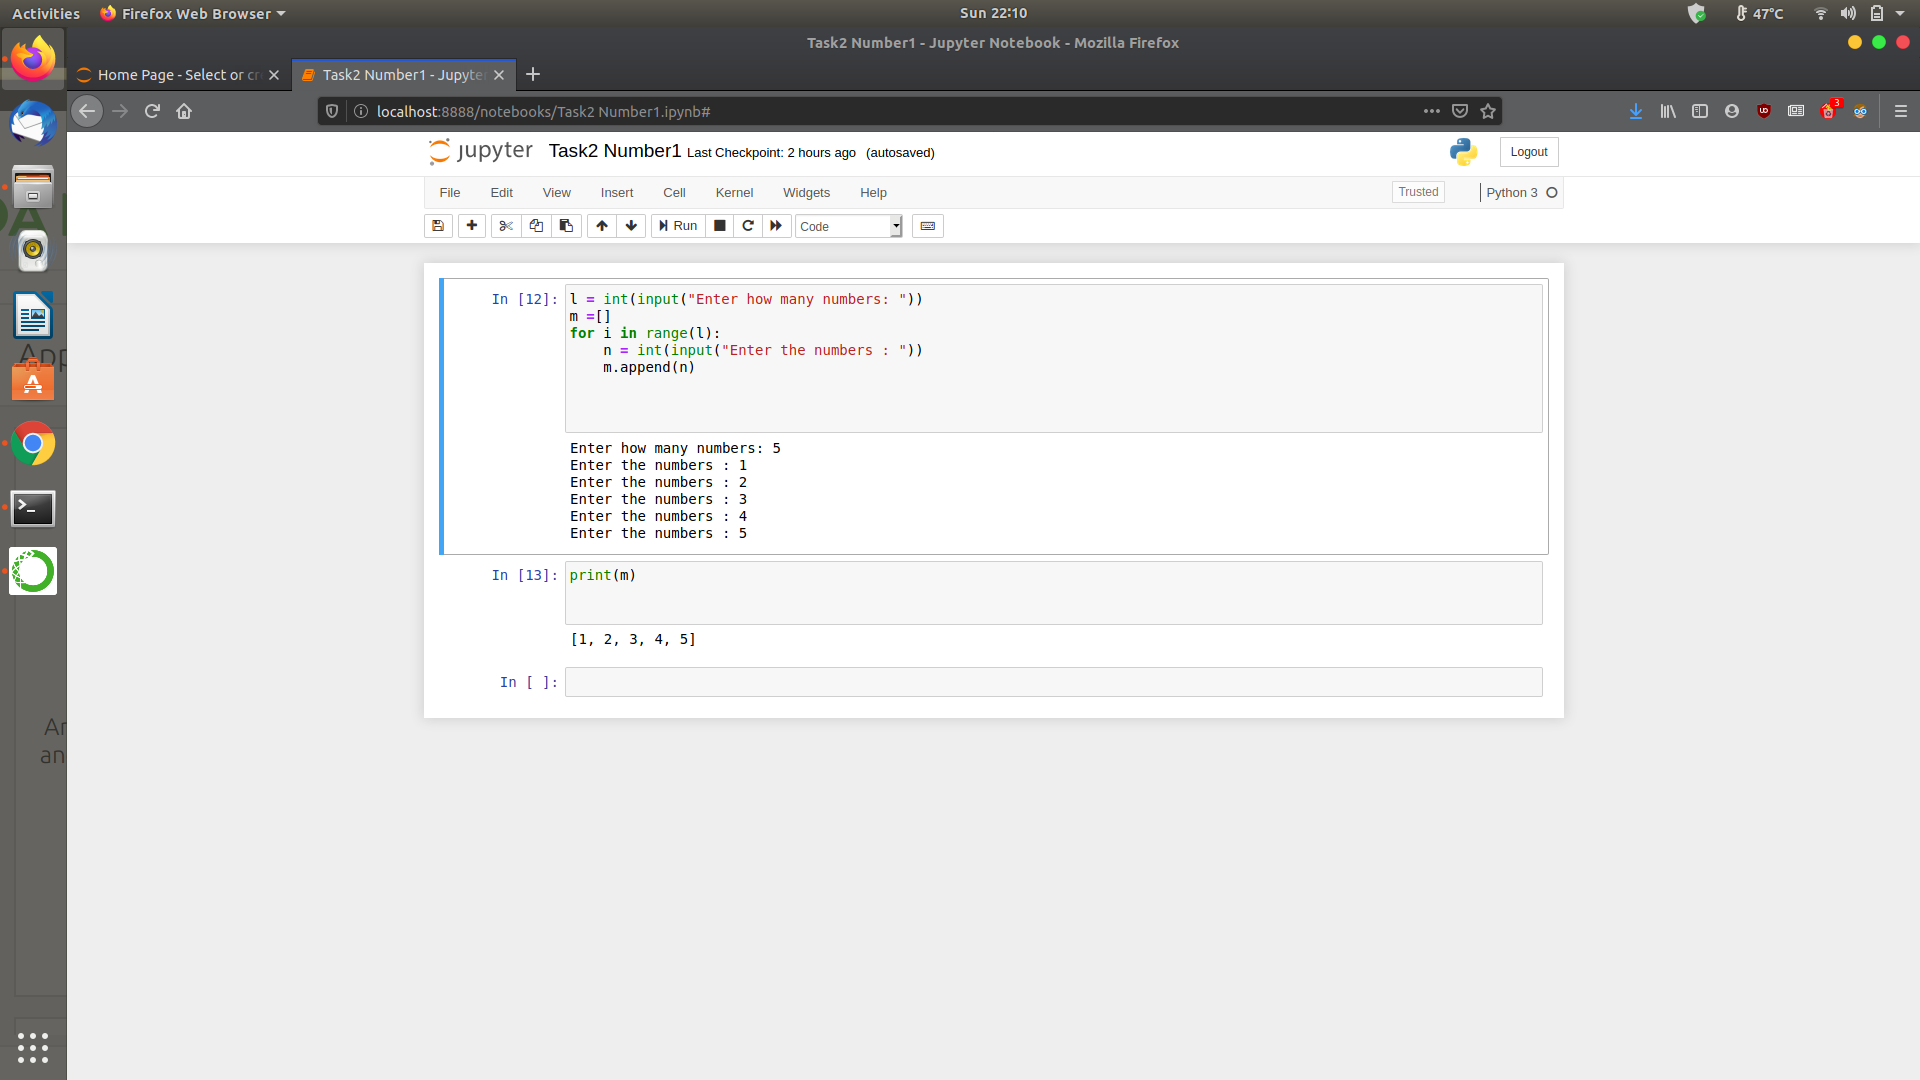 Activities Firefox Web Browser Sun 22:10 47°C
Task2 Number1 - Jupyter Notebook - Mozilla Firefox
Home Page - Select or cr Task2 Number1 - Jupyter
localhost:8888/notebooks/Task2 Number1.ipynb# 3
jupyter Task2 Number1 Last Checkpoint: 2 hours ago (autosaved) Logout
File Edit View Insert Cell Kernel Widgets Help Trusted Python 3
Run Code
In [12]: l = int(input("Enter how many numbers: "))
m =[]
for i in range(l):
    n = int(input("Enter the numbers : "))
    m.append(n)
Enter how many numbers: 5
Enter the numbers : 1
Enter the numbers : 2
Enter the numbers : 3
Enter the numbers : 4
Enter the numbers : 5
In [13]: print(m)
[1, 2, 3, 4, 5]
In [ ]:
App
An
an